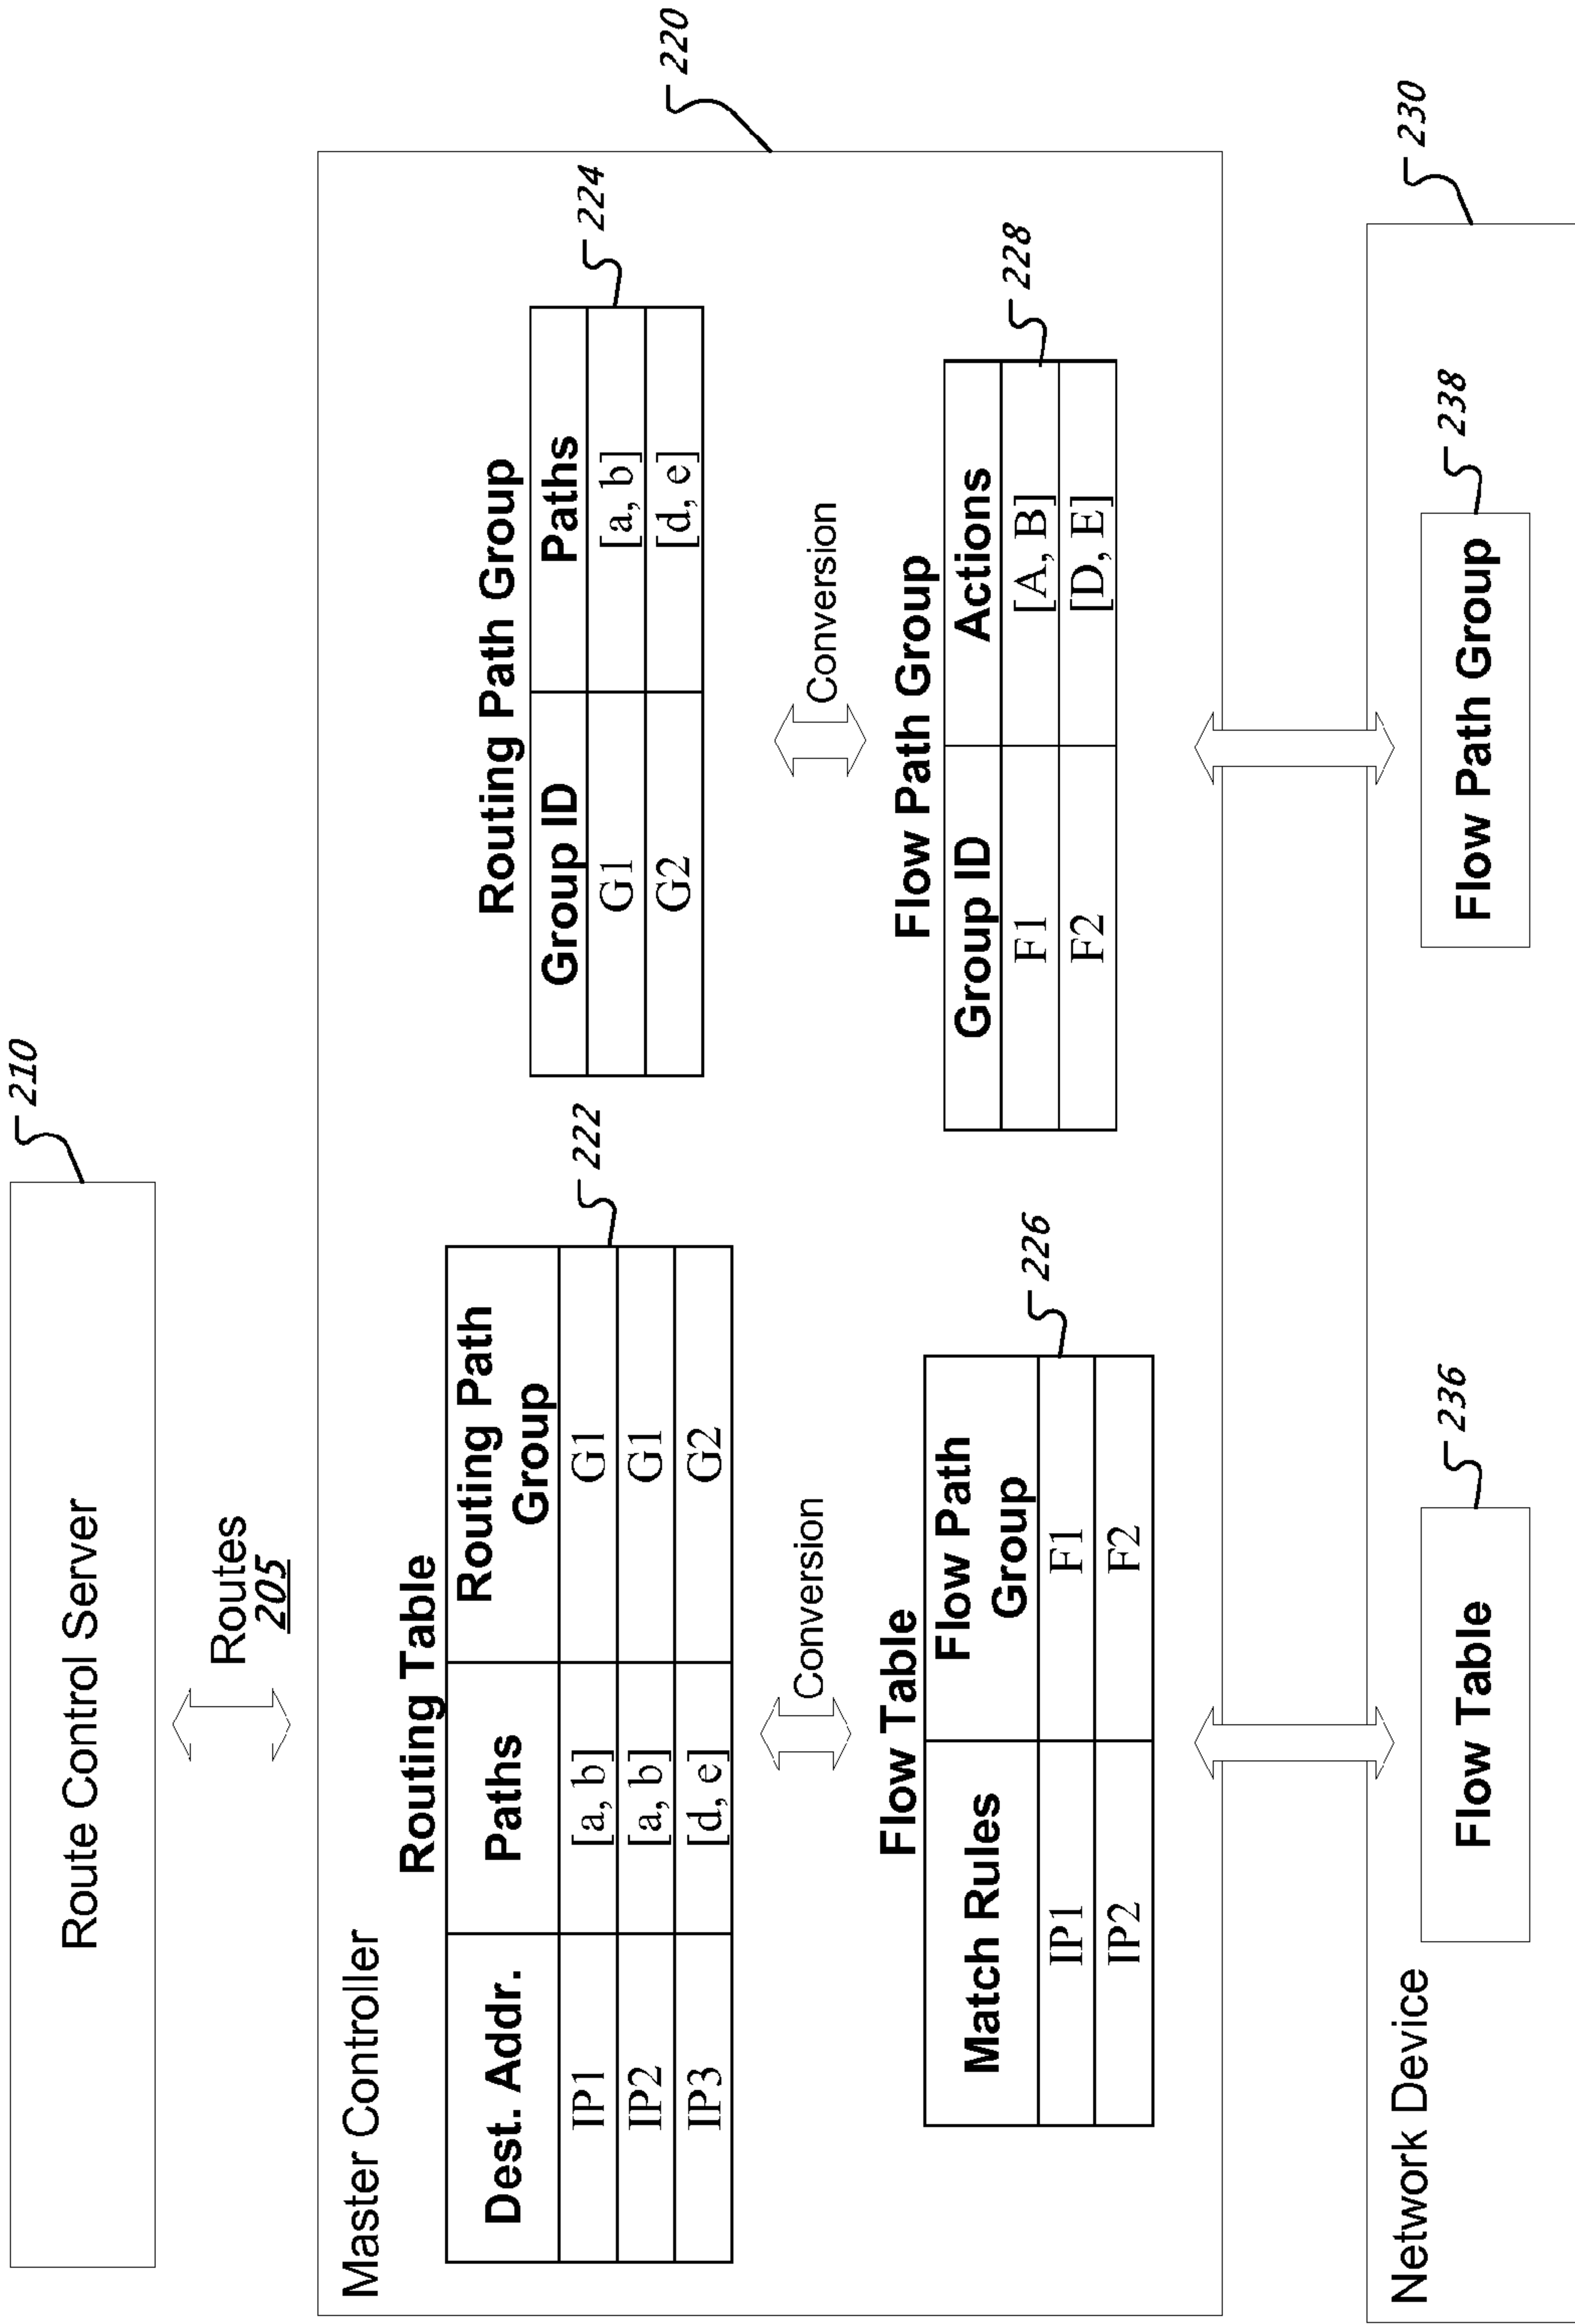 Route Control Server
210
Routes
205
Master Controller
220
Routing Table
Dest. Addr. Paths Routing Path
Group
IP1 [a, b] G1
IP2 [a, b] G1
IP3 [d, e] G2
222
Routing Path Group
Group ID Paths
G1 [a, b]
G2 [d, e]
224
Conversion
Conversion
Flow Table
Match Rules Flow Path
Group
IP1 F1
IP2 F2
226
Flow Path Group
Group ID Actions
F1 [A, B]
F2 [D, E]
228
Network Device
230
Flow Table
236
Flow Path Group
238